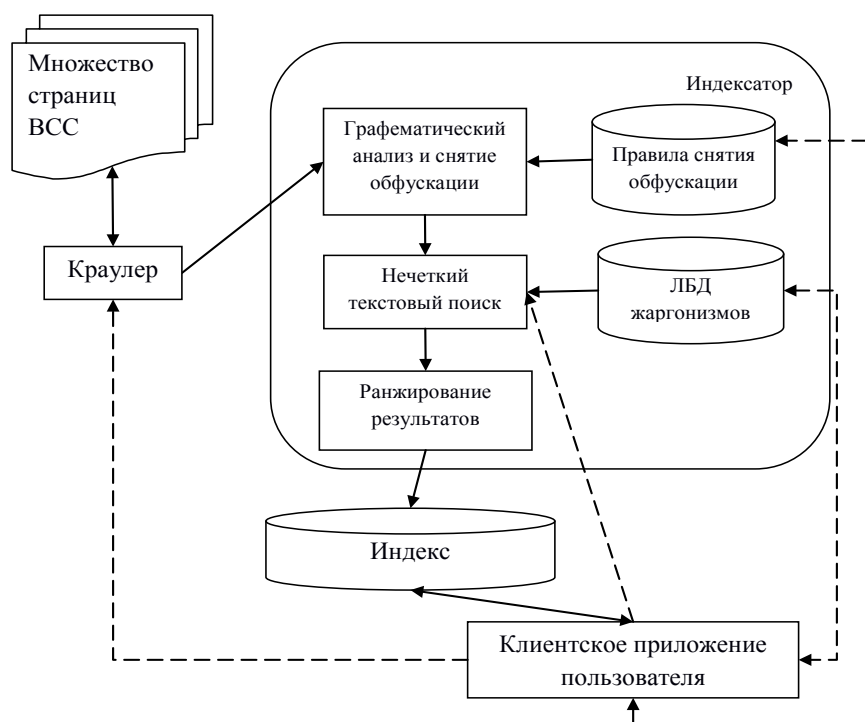 Множество
страниц
ВСС
Индексатор
Графематический
анализ и снятие
обфускации
Правила снятия
обфускации
Краулер
Нечеткий
текстовый поиск
ЛБД
жаргонизмов
Ранжирование
результатов
Индекс
Клиентское приложение
пользователя